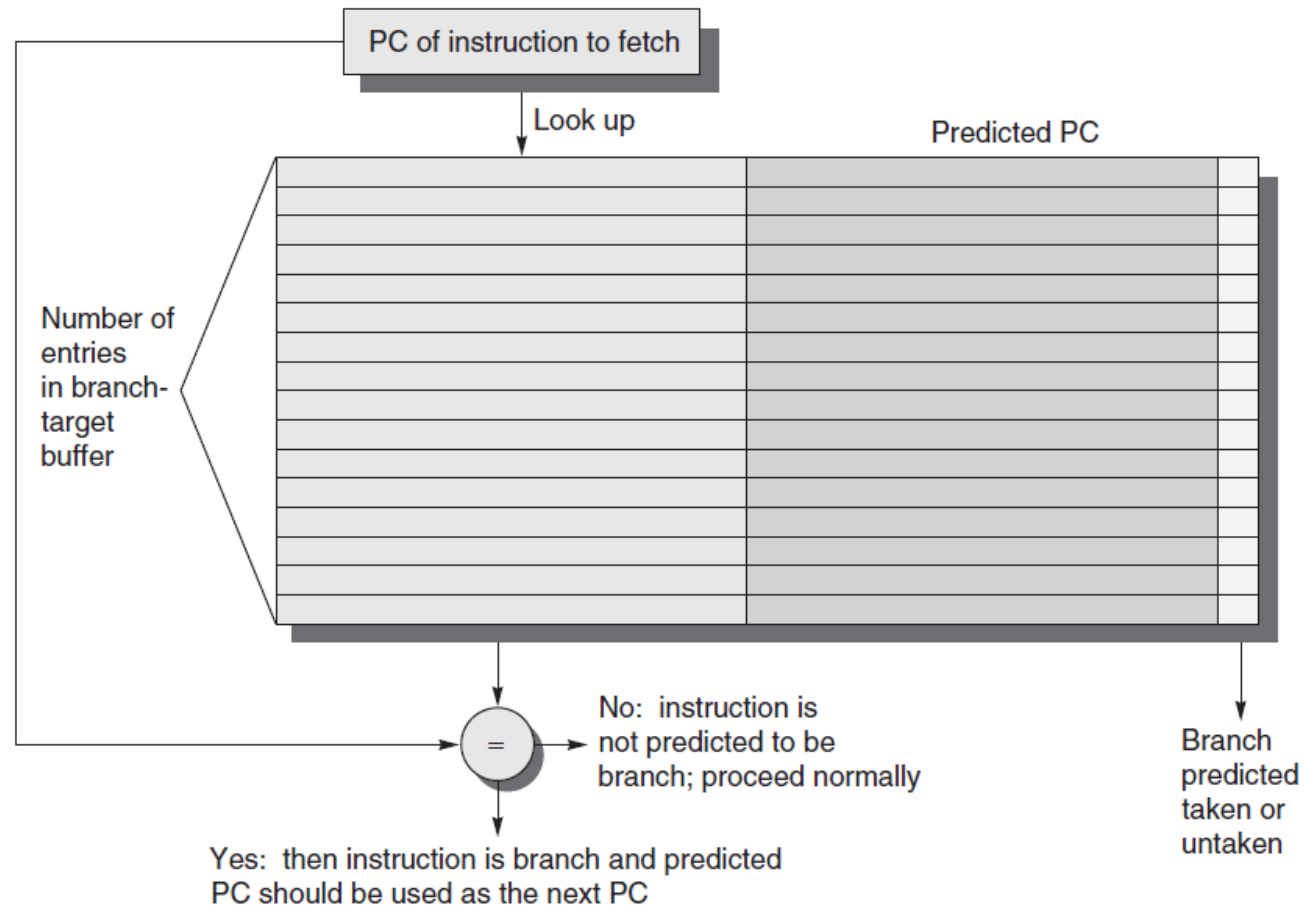 PC of instruction to fetch
Look up
Predicted PC
Number of
entries
in branch-
target
buffer
=
No: instruction is
not predicted to be
branch; proceed normally
Branch
predicted
taken or
untaken
Yes: then instruction is branch and predicted
PC should be used as the next PC